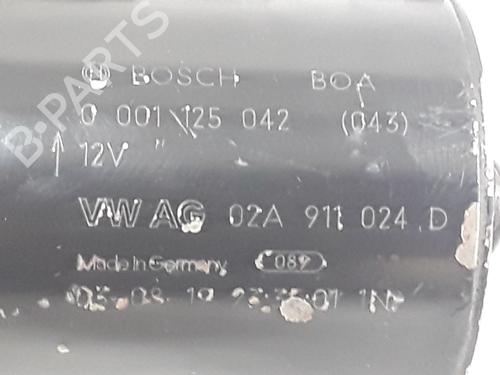 B-PARTS
BOSCH BOA
0 001 125 042 (043)
12V
VW AG 02A 911 024 D
Made in Germany 089